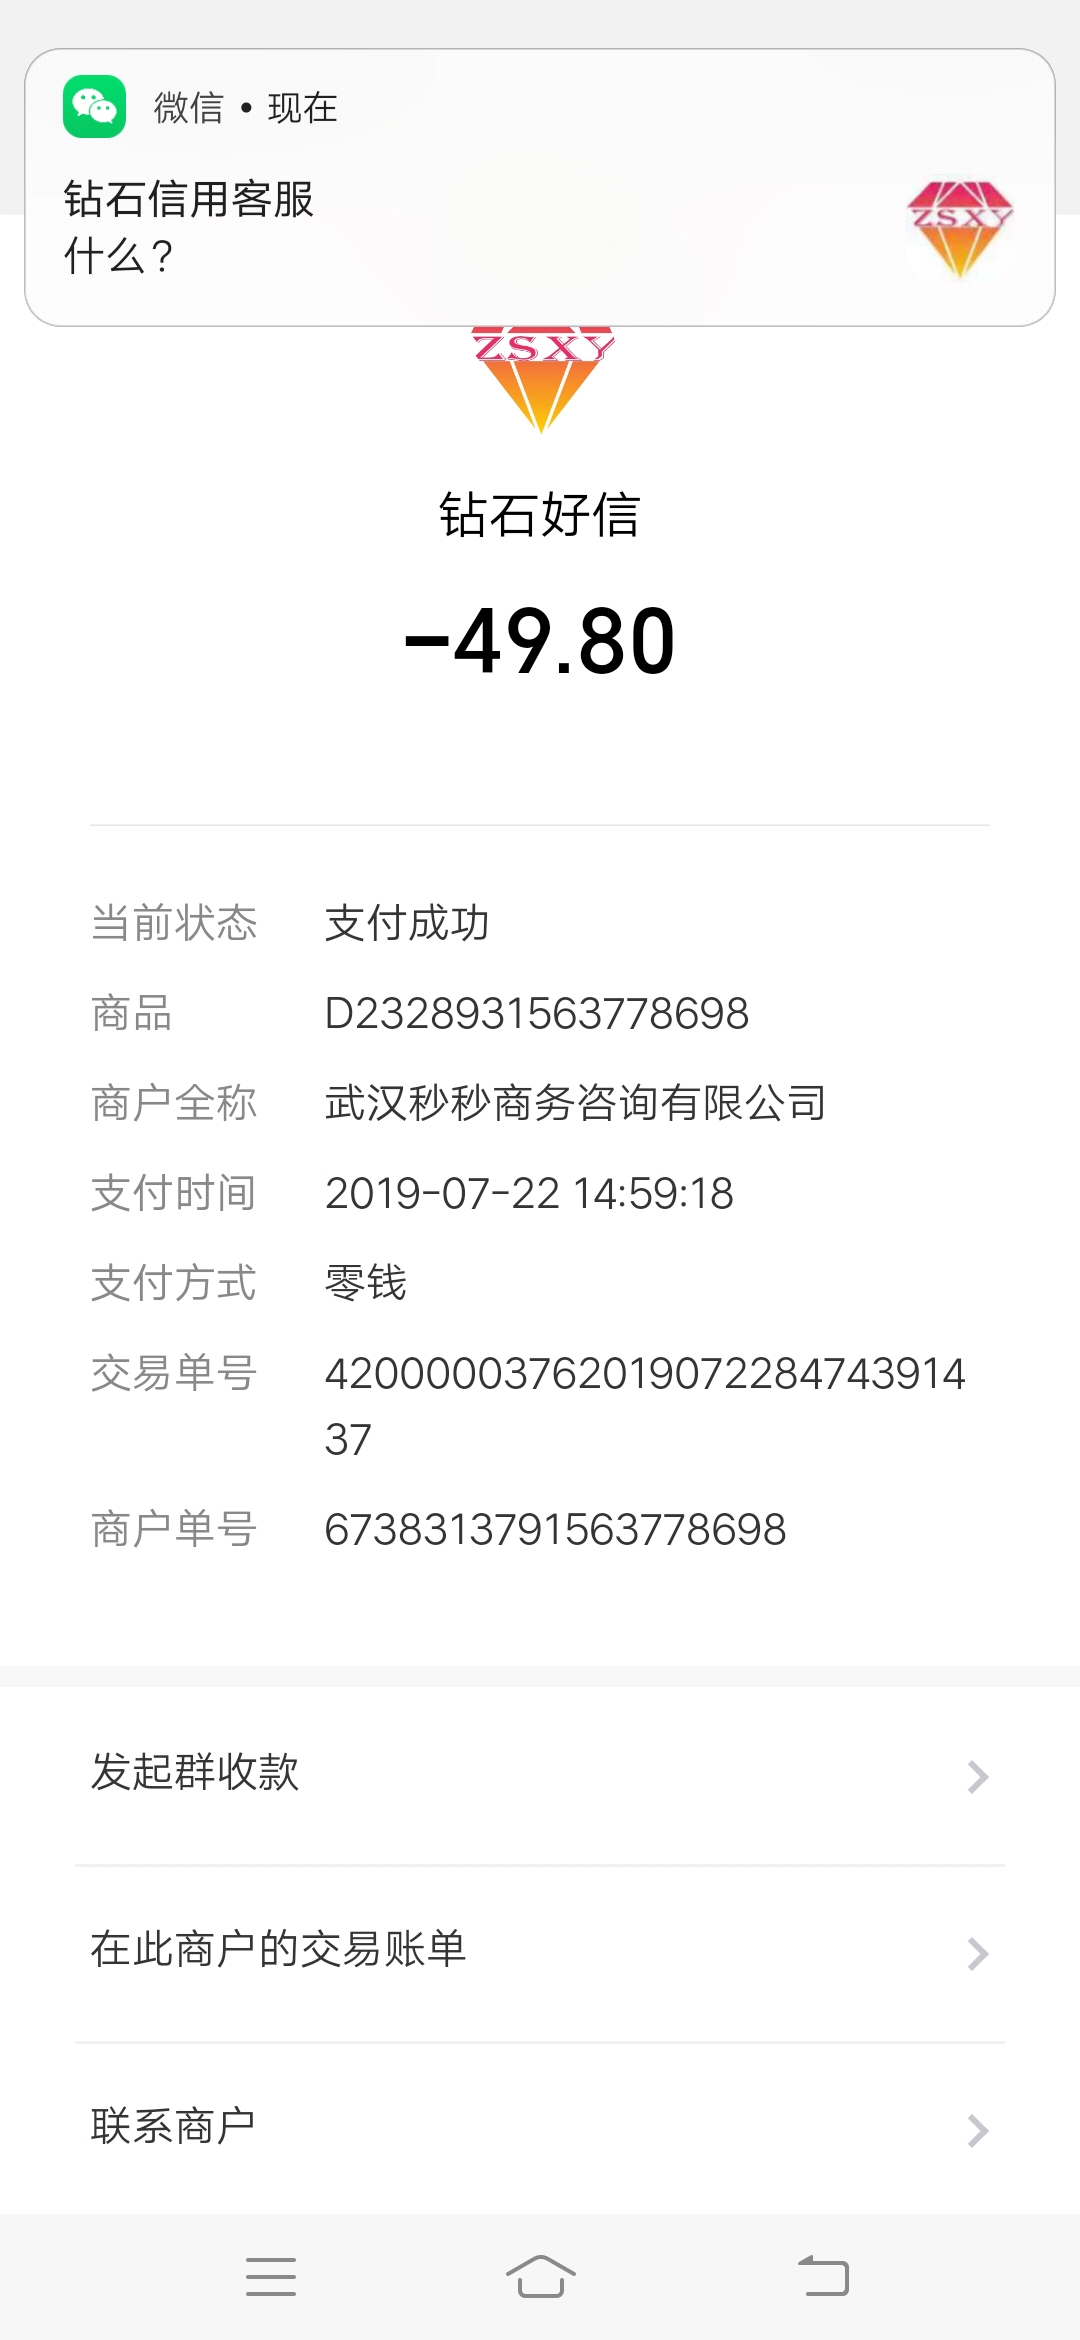 微信 • 现在
钻石信用客服
什么?
ZSXY
ZSXY
钻石好信
-49.80
当前状态 支付成功
商品 D2328931563778698
商户全称 武汉秒秒商务咨询有限公司
支付时间 2019-07-22 14:59:18
支付方式 零钱
交易单号 42000003762019072284743914
37
商户单号 6738313791563778698
发起群收款
在此商户的交易账单
联系商户